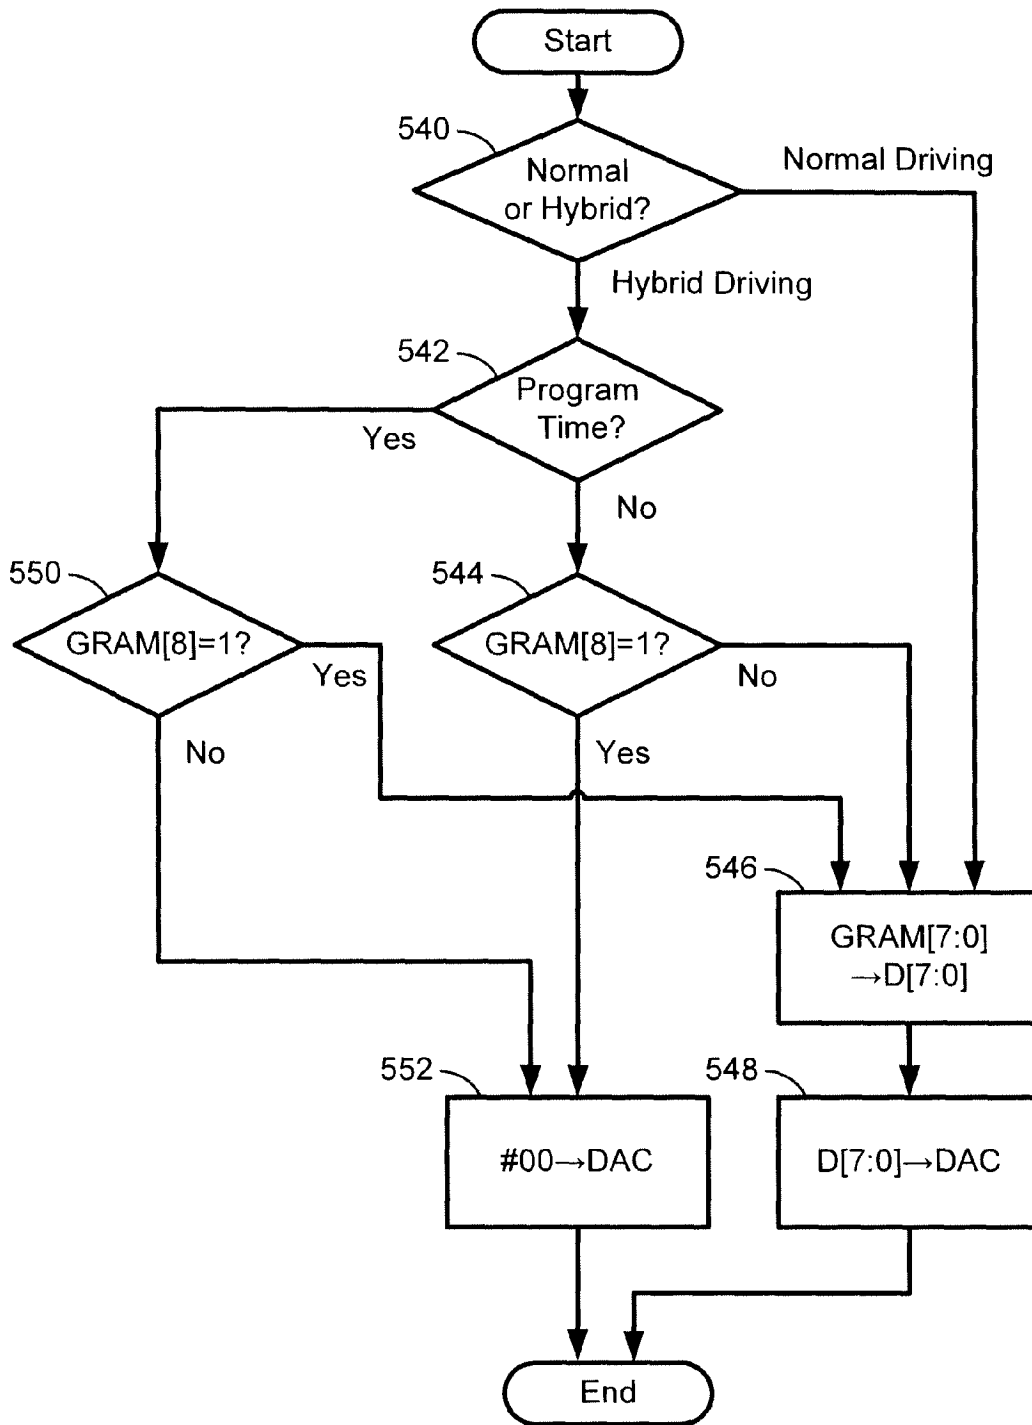 Start
540
Normal
or Hybrid?
Normal Driving
Hybrid Driving
542
Program
Time?
Yes
No
550
GRAM[8]=1?
Yes
No
544
GRAM[8]=1?
No
Yes
546
GRAM[7:0]
→D[7:0]
552
#00→DAC
548
D[7:0]→DAC
End